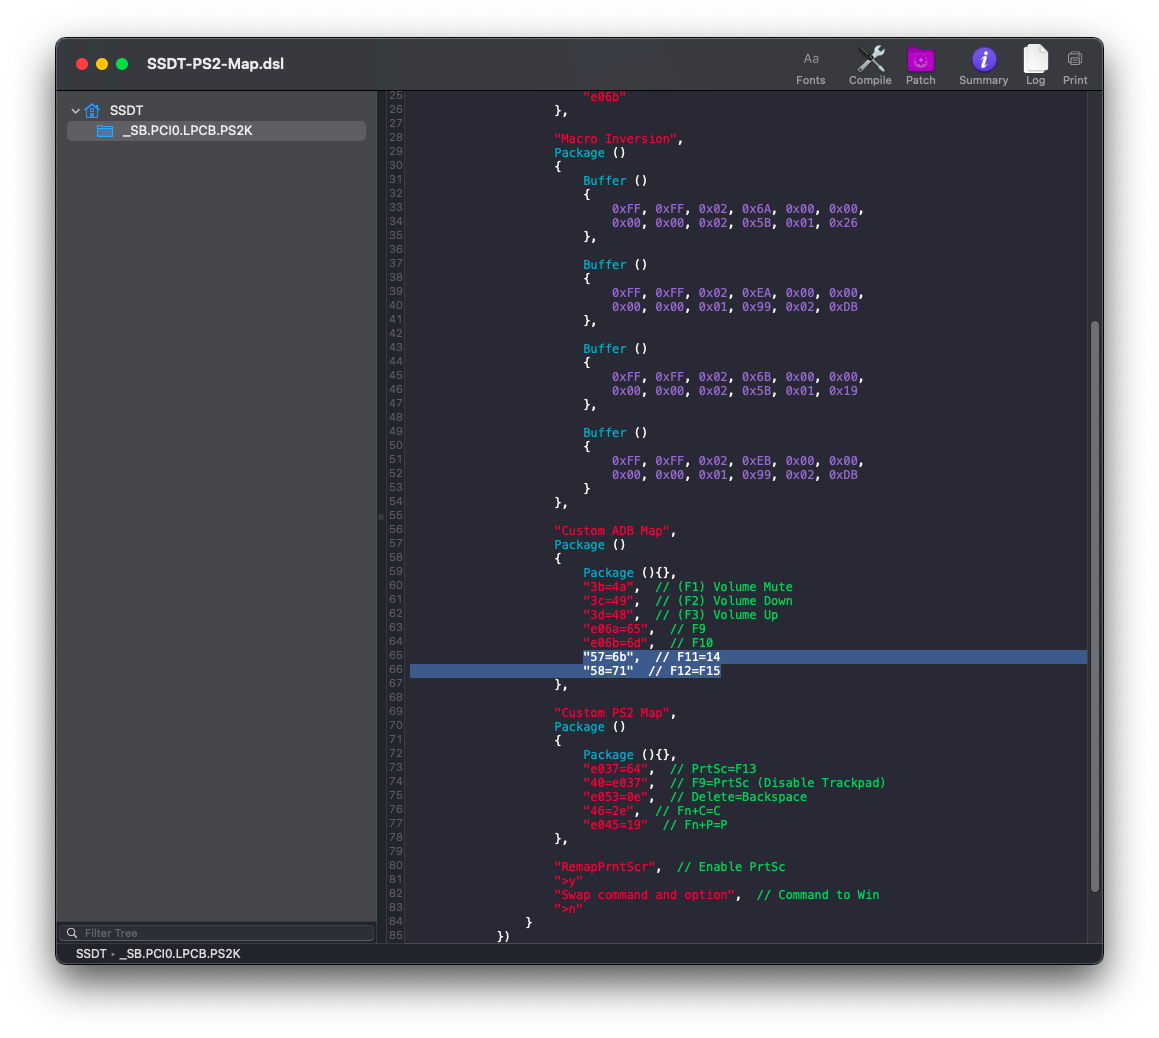 SSDT-PS2-Map.dsl
Aa
Fonts
Compile
Patch
Summary
Log
Print
SSDT
_SB.PCI0.LPCB.PS2K
25 "e06b"
26 },
27
28 "Macro Inversion",
29 Package ()
30 {
31 Buffer ()
32 {
33 0xFF, 0xFF, 0x02, 0x6A, 0x00, 0x00,
34 0x00, 0x00, 0x02, 0x5B, 0x01, 0x26
35 },
36
37 Buffer ()
38 {
39 0xFF, 0xFF, 0x02, 0xEA, 0x00, 0x00,
40 0x00, 0x00, 0x01, 0x99, 0x02, 0xDB
41 },
42
43 Buffer ()
44 {
45 0xFF, 0xFF, 0x02, 0x6B, 0x00, 0x00,
46 0x00, 0x00, 0x02, 0x5B, 0x01, 0x19
47 },
48
49 Buffer ()
50 {
51 0xFF, 0xFF, 0x02, 0xEB, 0x00, 0x00,
52 0x00, 0x00, 0x01, 0x99, 0x02, 0xDB
53 }
54 },
55
56 "Custom ADB Map",
57 Package ()
58 {
59 Package (){},
60 "3b=4a", // (F1) Volume Mute
61 "3c=49", // (F2) Volume Down
62 "3d=48", // (F3) Volume Up
63 "e06a=65", // F9
64 "e06b=6d", // F10
65 "57=6b", // F11=14
66 "58=71" // F12=F15
67 },
68
69 "Custom PS2 Map",
70 Package ()
71 {
72 Package (){},
73 "e037=64", // PrtSc=F13
74 "40=e037", // F9=PrtSc (Disable Trackpad)
75 "e053=0e", // Delete=Backspace
76 "46=2e", // Fn+C=C
77 "e045=19" // Fn+P=P
78 },
79
80 "RemapPrntScr", // Enable PrtSc
81 ">y"
82 "Swap command and option", // Command to Win
83 ">n"
84 }
85 })
Filter Tree
SSDT › _SB.PCI0.LPCB.PS2K